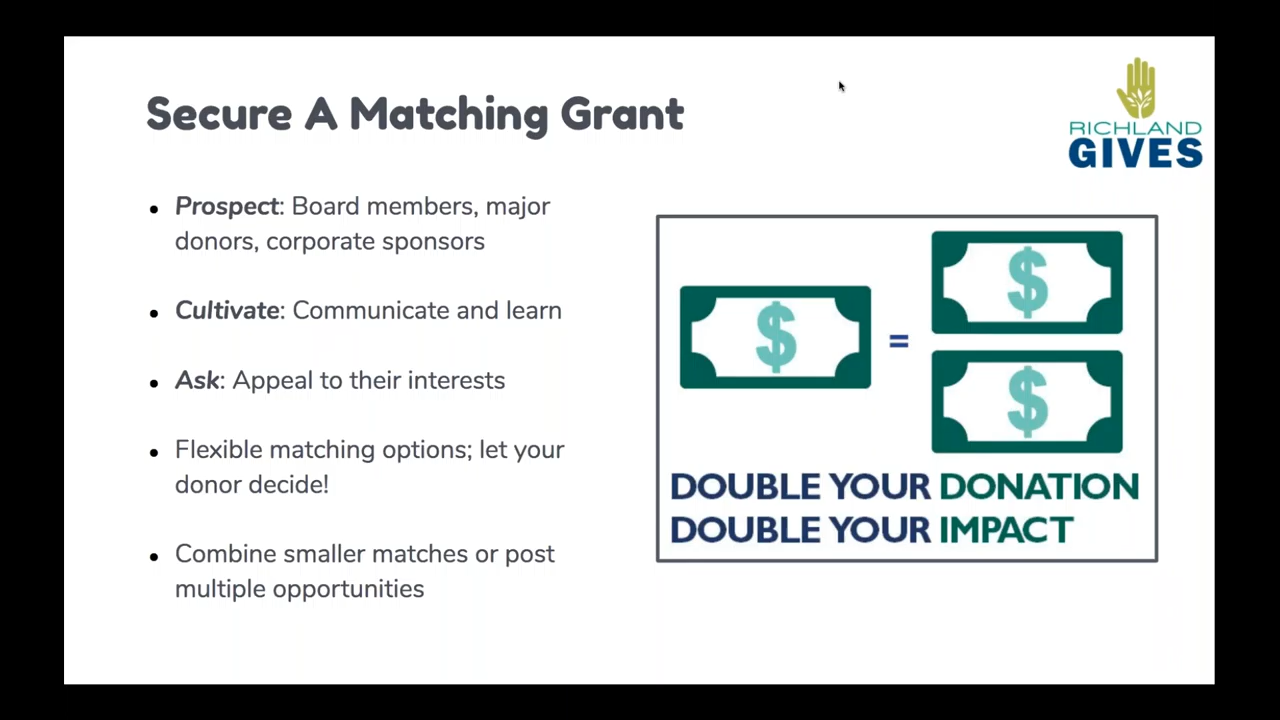 Secure A Matching Grant
RICHLAND
GIVES
• Prospect: Board members, major
donors, corporate sponsors
• Cultivate: Communicate and learn
• Ask: Appeal to their interests
• Flexible matching options; let your
donor decide!
• Combine smaller matches or post
multiple opportunities
$
=
$
$
DOUBLE YOUR DONATION
DOUBLE YOUR IMPACT